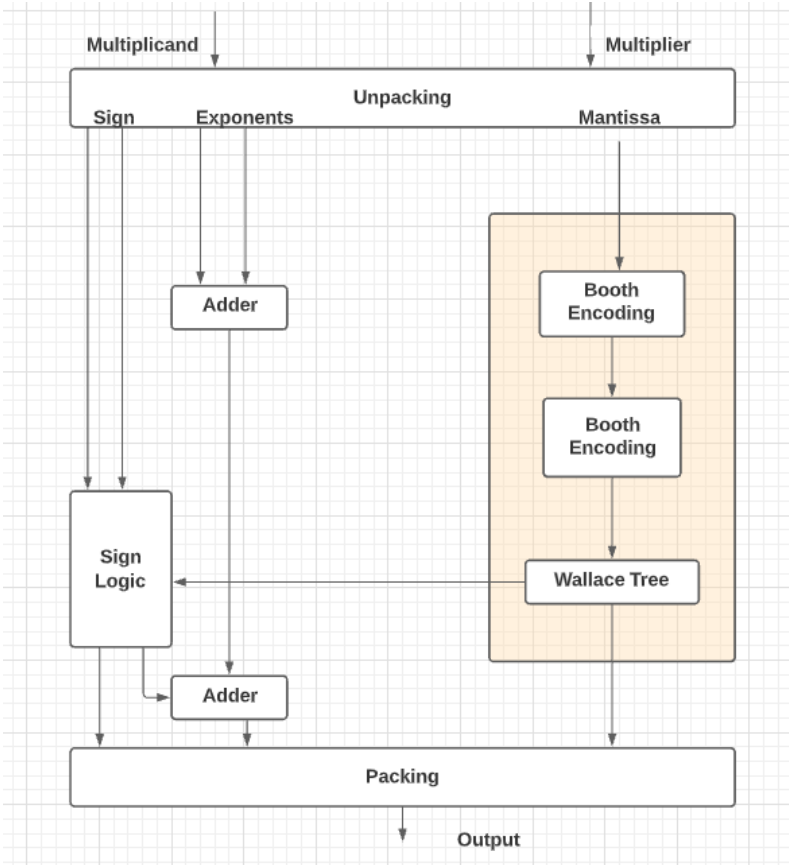 Multiplicand
Multiplier
Unpacking
Sign
Exponents
Mantissa
Booth
Encoding
Adder
Booth
Encoding
Sign
Logic
Wallace Tree
Adder
Packing
Output